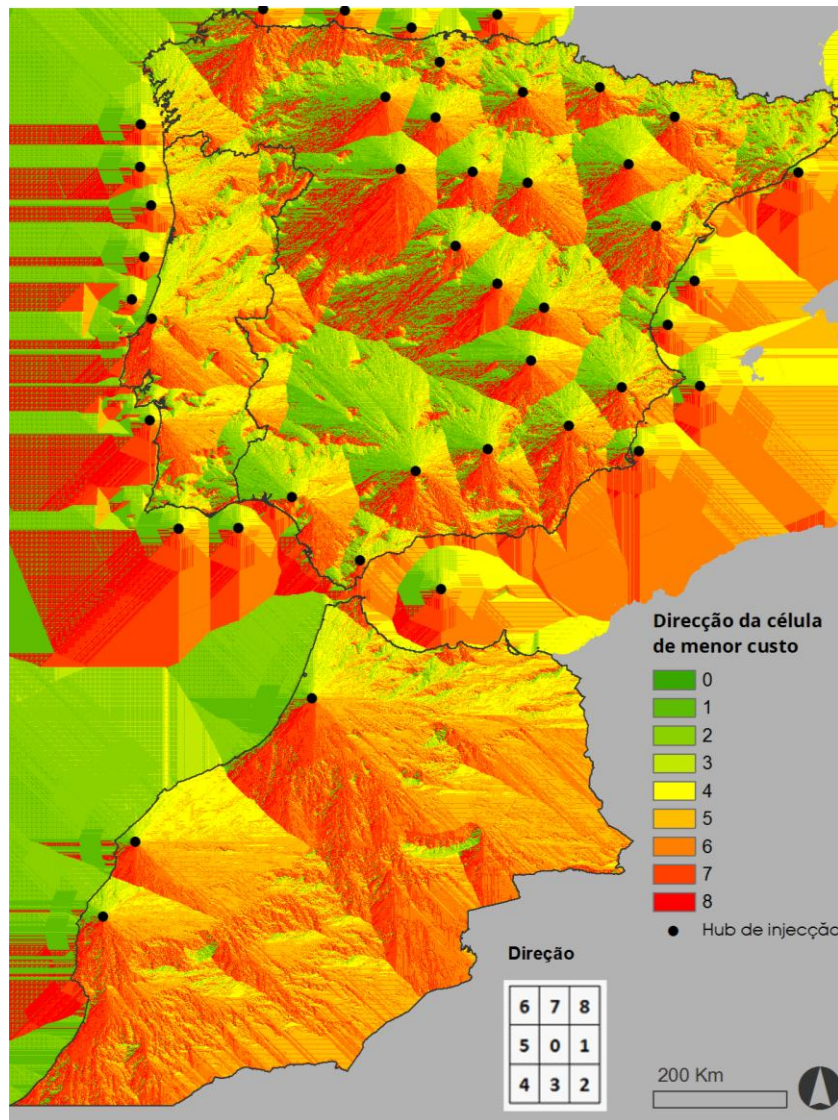 Direcção da célula
de menor custo
0
1
2
3
4
5
6
7
8
Hub de injecção
Direção
6 7 8
5 0 1
4 3 2
200 Km